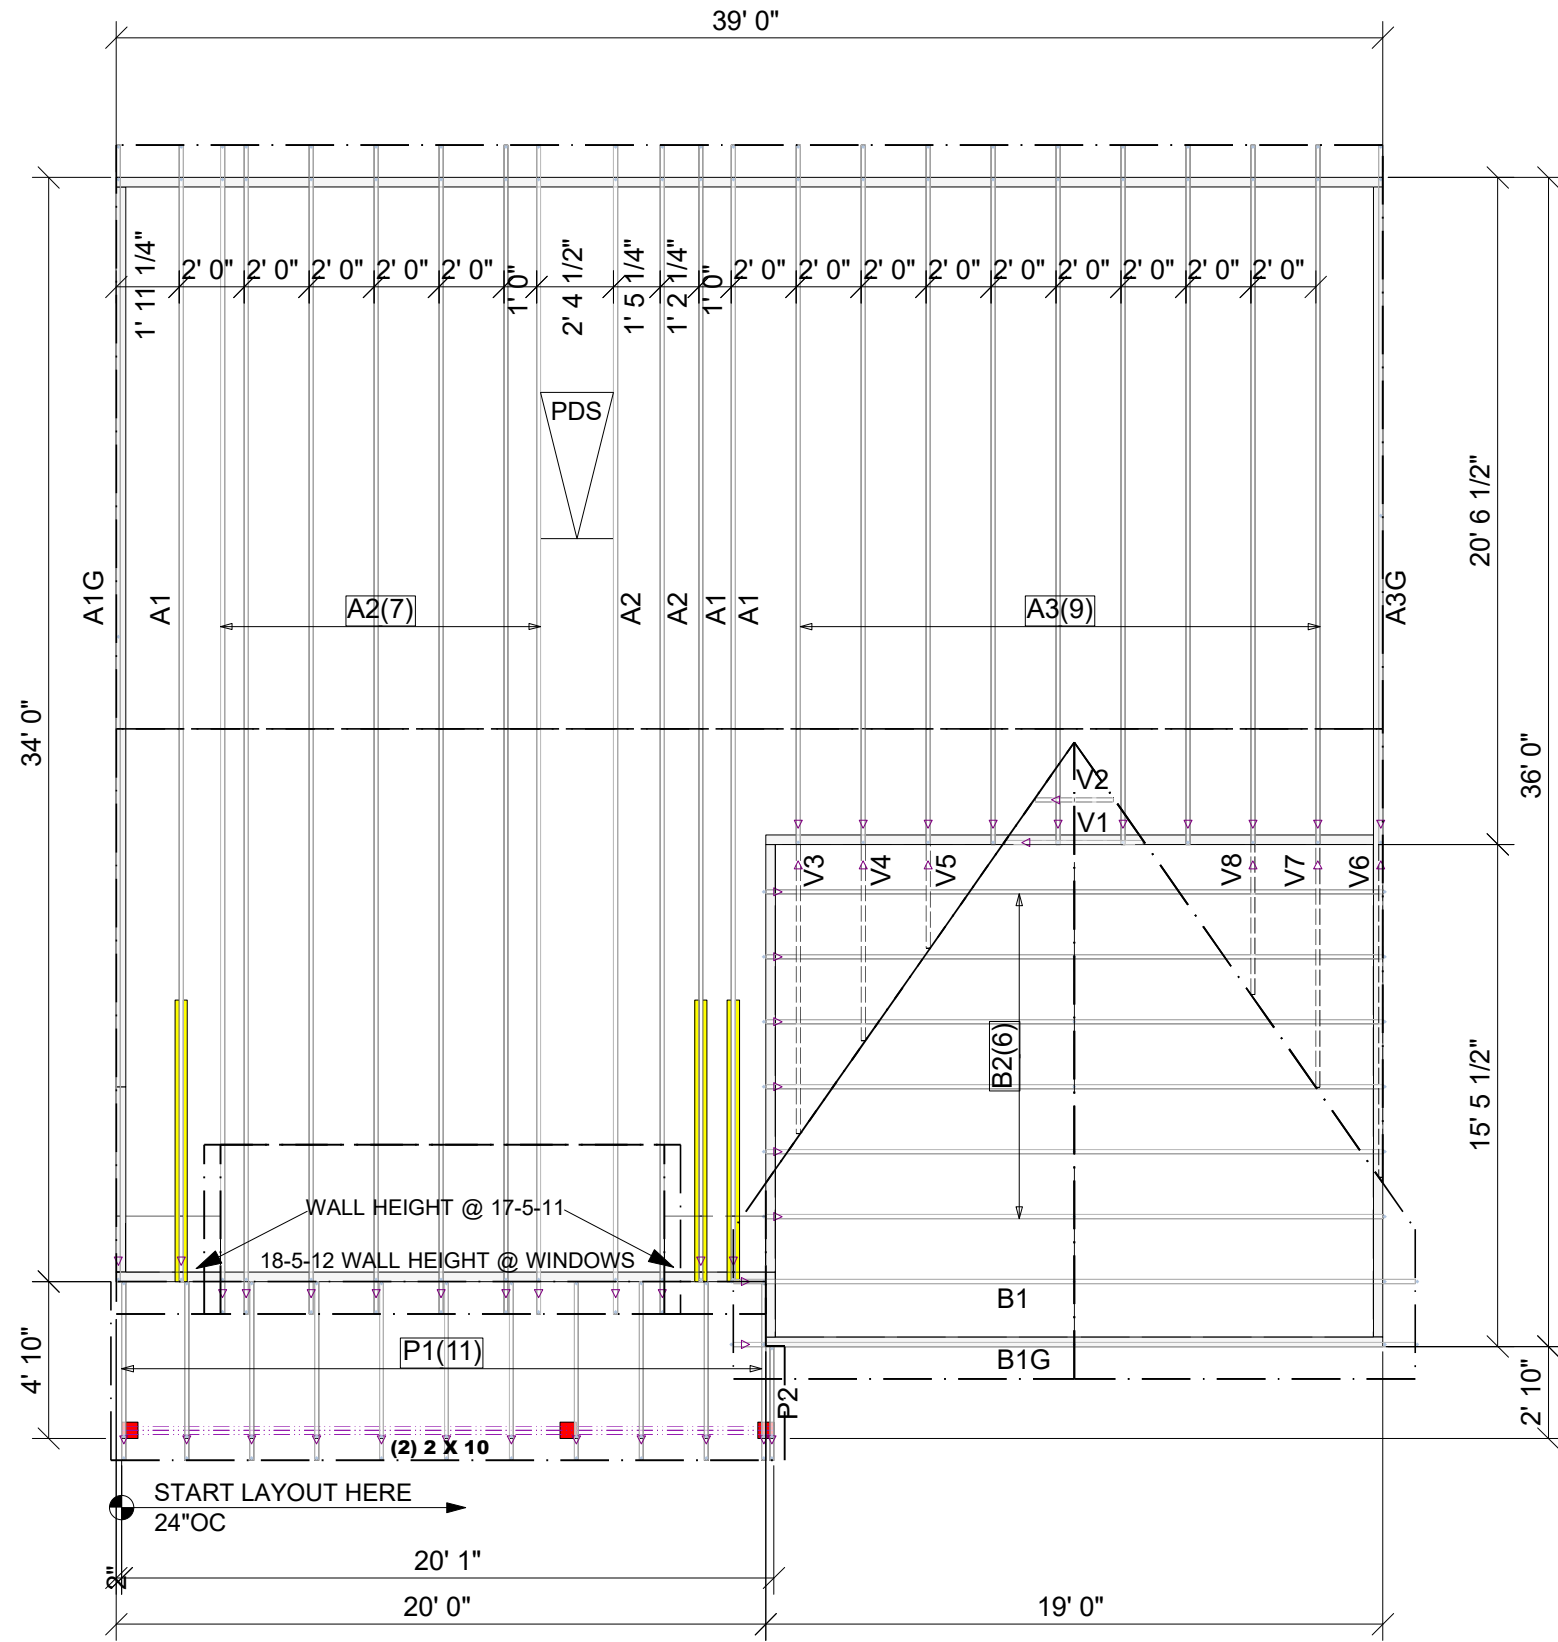 39' 0"
1' 11 1/4"
2' 0"
2' 0"
2' 0"
2' 0"
2' 0"
1' 0"
2' 4 1/2"
1' 5 1/4"
1' 2 1/4"
1' 0"
2' 0"
2' 0"
2' 0"
2' 0"
2' 0"
2' 0"
2' 0"
2' 0"
2' 0"
PDS
20' 6 1/2"
A1G
A1
A2(7)
A2
A2
A1
A1
A3(9)
A3G
34' 0"
36' 0"
V2
V1
V3
V4
V5
V8
V7
V6
B2(6)
15' 5 1/2"
WALL HEIGHT @ 17-5-11
18-5-12 WALL HEIGHT @ WINDOWS
B1
P1(11)
B1G
4' 10"
P2
2' 10"
(2) 2 X 10
START LAYOUT HERE
24"OC
20' 1"
2"
20' 0"
19' 0"